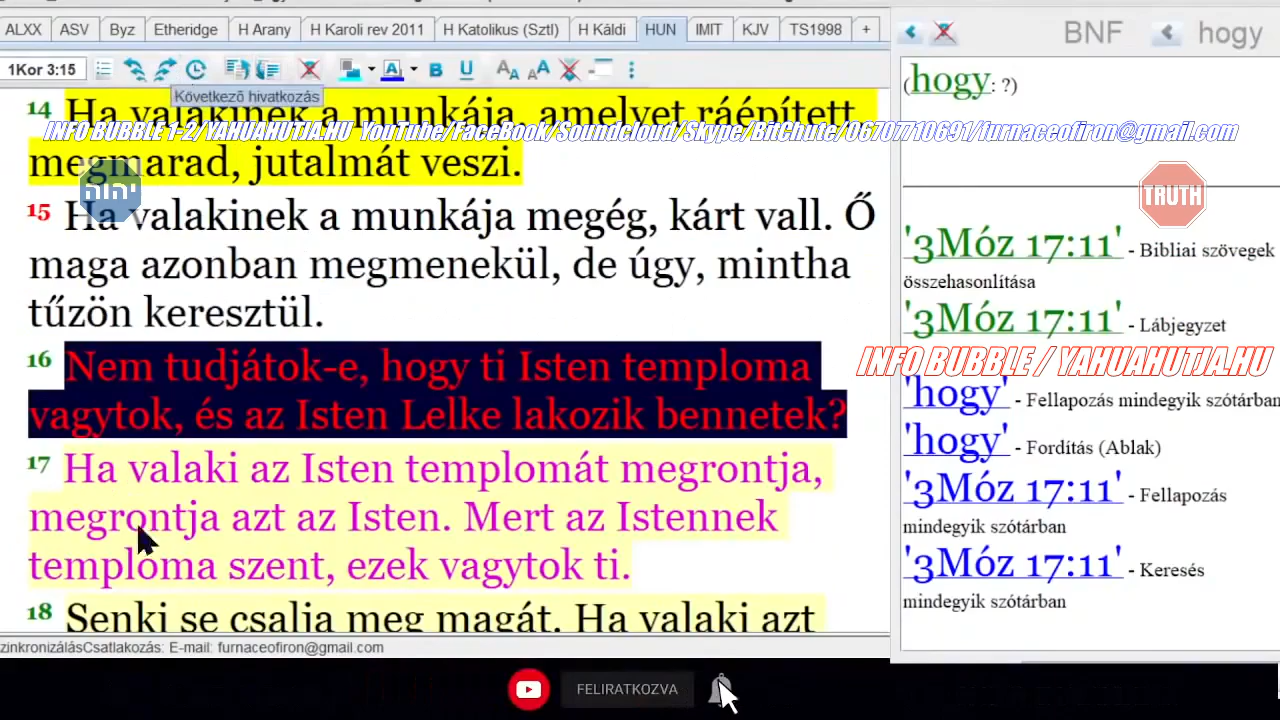 ALXX ASV Byz Etheridge H Arany H Karoli rev 2011 H Katolikus (Sztl) H Káldi HUN IMIT KJV TS1998 +
BNF hogy
1Kor 3:15
Következõ hivatkozás
14 Ha valakinek a munkája, amelyet ráépített,
megmarad, jutalmát veszi.
INFO BUBBLE 1-2/YAHUAHUTJA.HU YouTube/FaceBook/Soundcloud/Skype/BitChute/06707710691/furnaceofiron@gmail.com
יהוה
TRUTH
15 Ha valakinek a munkája megég, kárt vall. Ő
maga azonban megmenekül, de úgy, mintha
tűzön keresztül.
16 Nem tudjátok-e, hogy ti Isten temploma
vagytok, és az Isten Lelke lakozik bennetek?
17 Ha valaki az Isten templomát megrontja,
megrontja azt az Isten. Mert az Istennek
temploma szent, ezek vagytok ti.
18 Senki se csalja meg magát. Ha valaki azt
zinkronizálásCsatlakozás: E-mail: furnaceofiron@gmail.com
(hogy: ?)
'3Móz 17:11' - Bibliai szövegek
összehasonlítása
'3Móz 17:11' - Lábjegyzet
INFO BUBBLE / YAHUAHUTJA.HU
'hogy' - Fellapozás mindegyik szótárban
'hogy' - Fordítás (Ablak)
'3Móz 17:11' - Fellapozás
mindegyik szótárban
'3Móz 17:11' - Keresés
mindegyik szótárban
FELIRATKOZVA